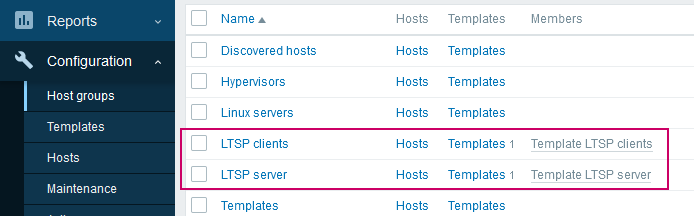 Reports
Configuration
Host groups
Templates
Hosts
Maintenance
Name ▲ Hosts Templates Members
Discovered hosts Hosts Templates
Hypervisors Hosts Templates
Linux servers Hosts Templates
LTSP clients Hosts Templates 1 Template LTSP clients
LTSP server Hosts Templates 1 Template LTSP server
Templates Hosts Templates